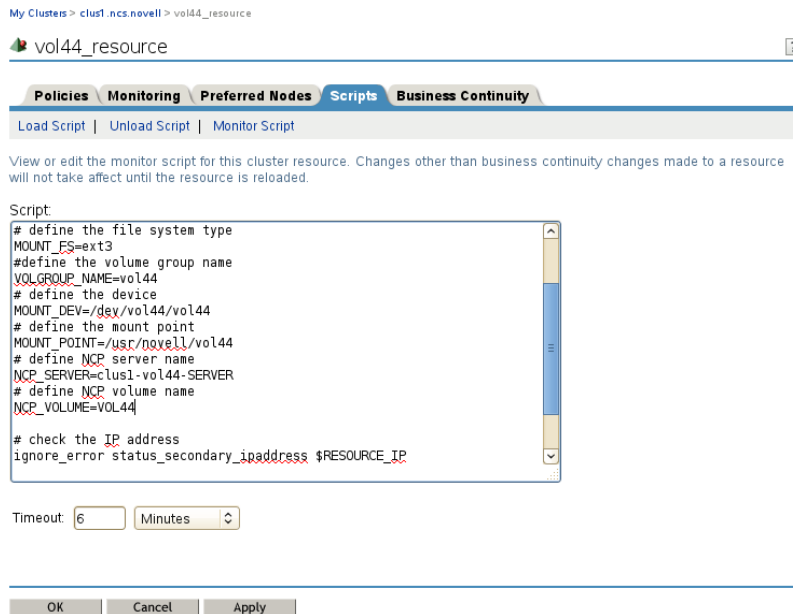 My Clusters > clus1.ncs.novell > vol44_resource
vol44_resource
?
Policies Monitoring Preferred Nodes Scripts Business Continuity
Load Script | Unload Script | Monitor Script
View or edit the monitor script for this cluster resource. Changes other than business continuity changes made to a resource
will not take affect until the resource is reloaded.
Script:
# define the file system type
MOUNT_FS=ext3
#define the volume group name
VOLGROUP_NAME=vol44
# define the device
MOUNT_DEV=/dev/vol44/vol44
# define the mount point
MOUNT_POINT=/usr/novell/vol44
# define NCP server name
NCP_SERVER=clus1-vol44-SERVER
# define NCP volume name
NCP_VOLUME=VOL44
# check the IP address
ignore_error status_secondary_ipaddress $RESOURCE_IP
Timeout: 6 Minutes
OK Cancel Apply